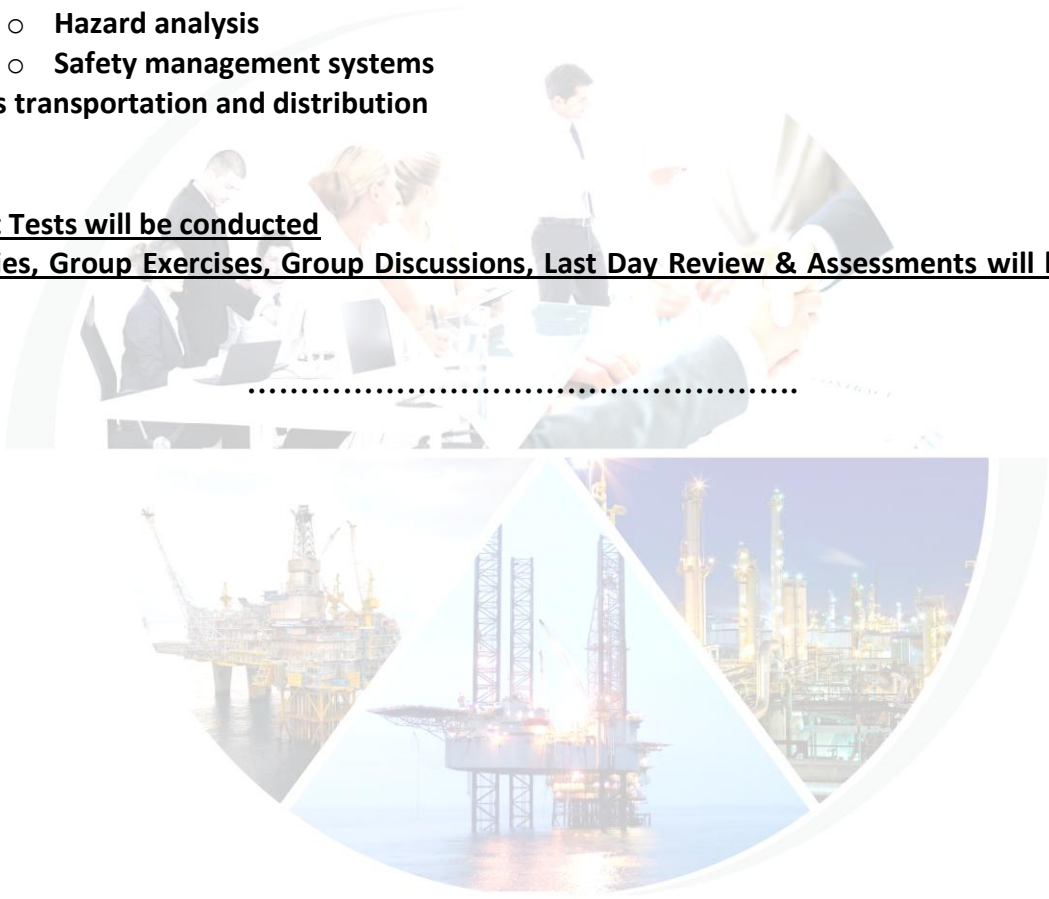 o Hazard analysis
o Safety management systems
s transportation and distribution
t Tests will be conducted
ies, Group Exercises, Group Discussions, Last Day Review & Assessments will b
……………………………………………